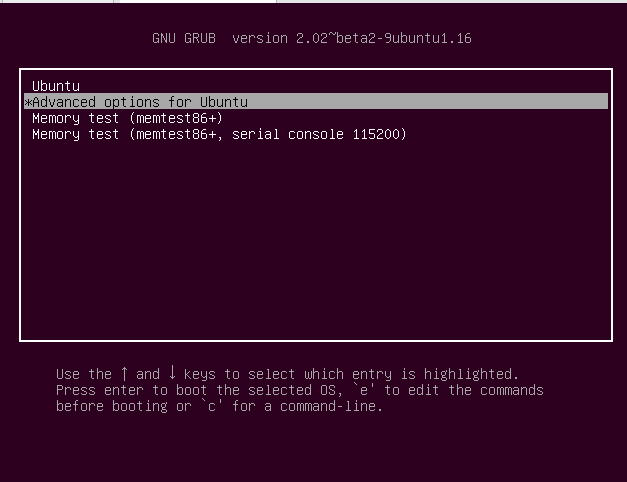 GNU GRUB  version 2.02~beta2-9ubuntu1.16
Ubuntu
*Advanced options for Ubuntu
Memory test (memtest86+)
Memory test (memtest86+, serial console 115200)
Use the ↑ and ↓ keys to select which entry is highlighted.
Press enter to boot the selected OS, `e' to edit the commands
before booting or `c' for a command-line.